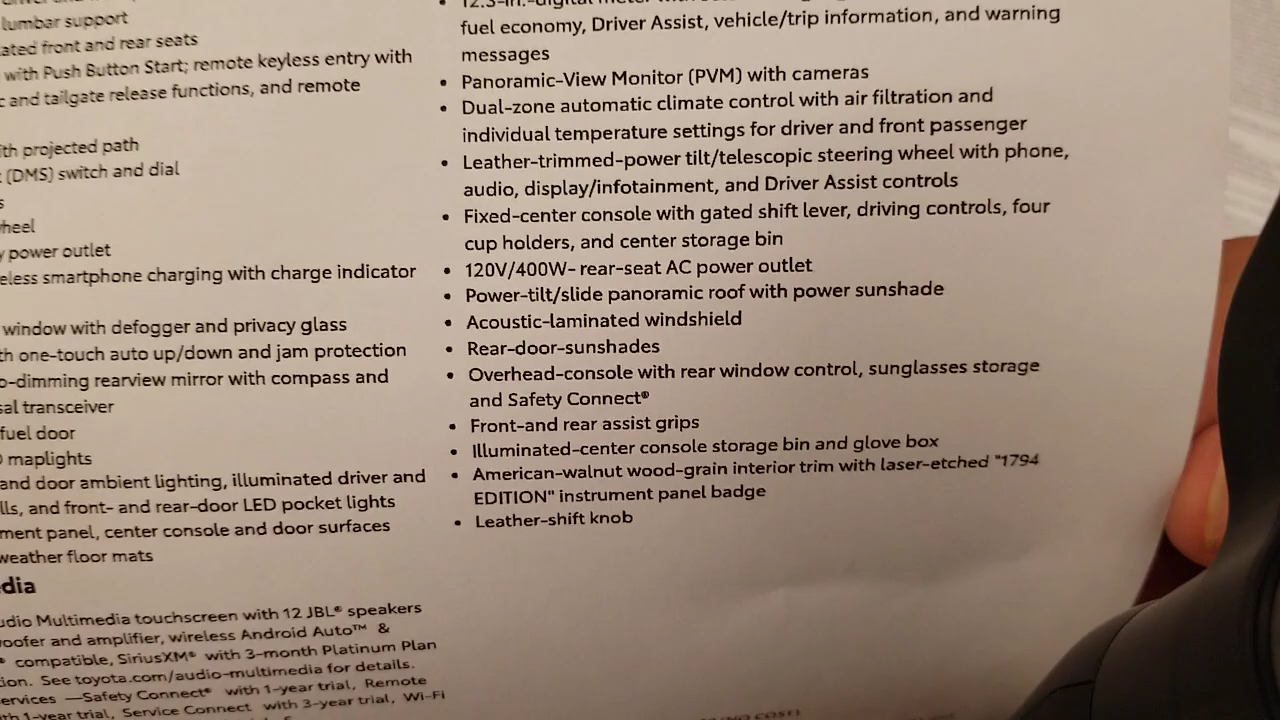 lumbar support
ated front and rear seats
with Push Button Start; remote keyless entry with
c and tailgate release functions, and remote
ith projected path
(DMS) switch and dial
s
heel
y power outlet
eless smartphone charging with charge indicator
window with defogger and privacy glass
th one-touch auto up/down and jam protection
o-dimming rearview mirror with compass and
sal transceiver
fuel door
maplights
and door ambient lighting, illuminated driver and
lls, and front- and rear-door LED pocket lights
ment panel, center console and door surfaces
weather floor mats
dia
udio Multimedia touchscreen with 12 JBL® speakers
oofer and amplifier, wireless Android Auto™ &
® compatible, SiriusXM® with 3-month Platinum Plan
ion. See toyota.com/audio-multimedia for details.
ervices —Safety Connect® with 1-year trial, Remote
th 1-year trial, Service Connect with 3-year trial, Wi-Fi
• 12.3-in.-digital meter
fuel economy, Driver Assist, vehicle/trip information, and warning
messages
• Panoramic-View Monitor (PVM) with cameras
• Dual-zone automatic climate control with air filtration and
individual temperature settings for driver and front passenger
• Leather-trimmed-power tilt/telescopic steering wheel with phone,
audio, display/infotainment, and Driver Assist controls
• Fixed-center console with gated shift lever, driving controls, four
cup holders, and center storage bin
• 120V/400W- rear-seat AC power outlet
• Power-tilt/slide panoramic roof with power sunshade
• Acoustic-laminated windshield
• Rear-door-sunshades
• Overhead-console with rear window control, sunglasses storage
and Safety Connect®
• Front-and rear assist grips
• Illuminated-center console storage bin and glove box
• American-walnut wood-grain interior trim with laser-etched "1794
EDITION" instrument panel badge
• Leather-shift knob